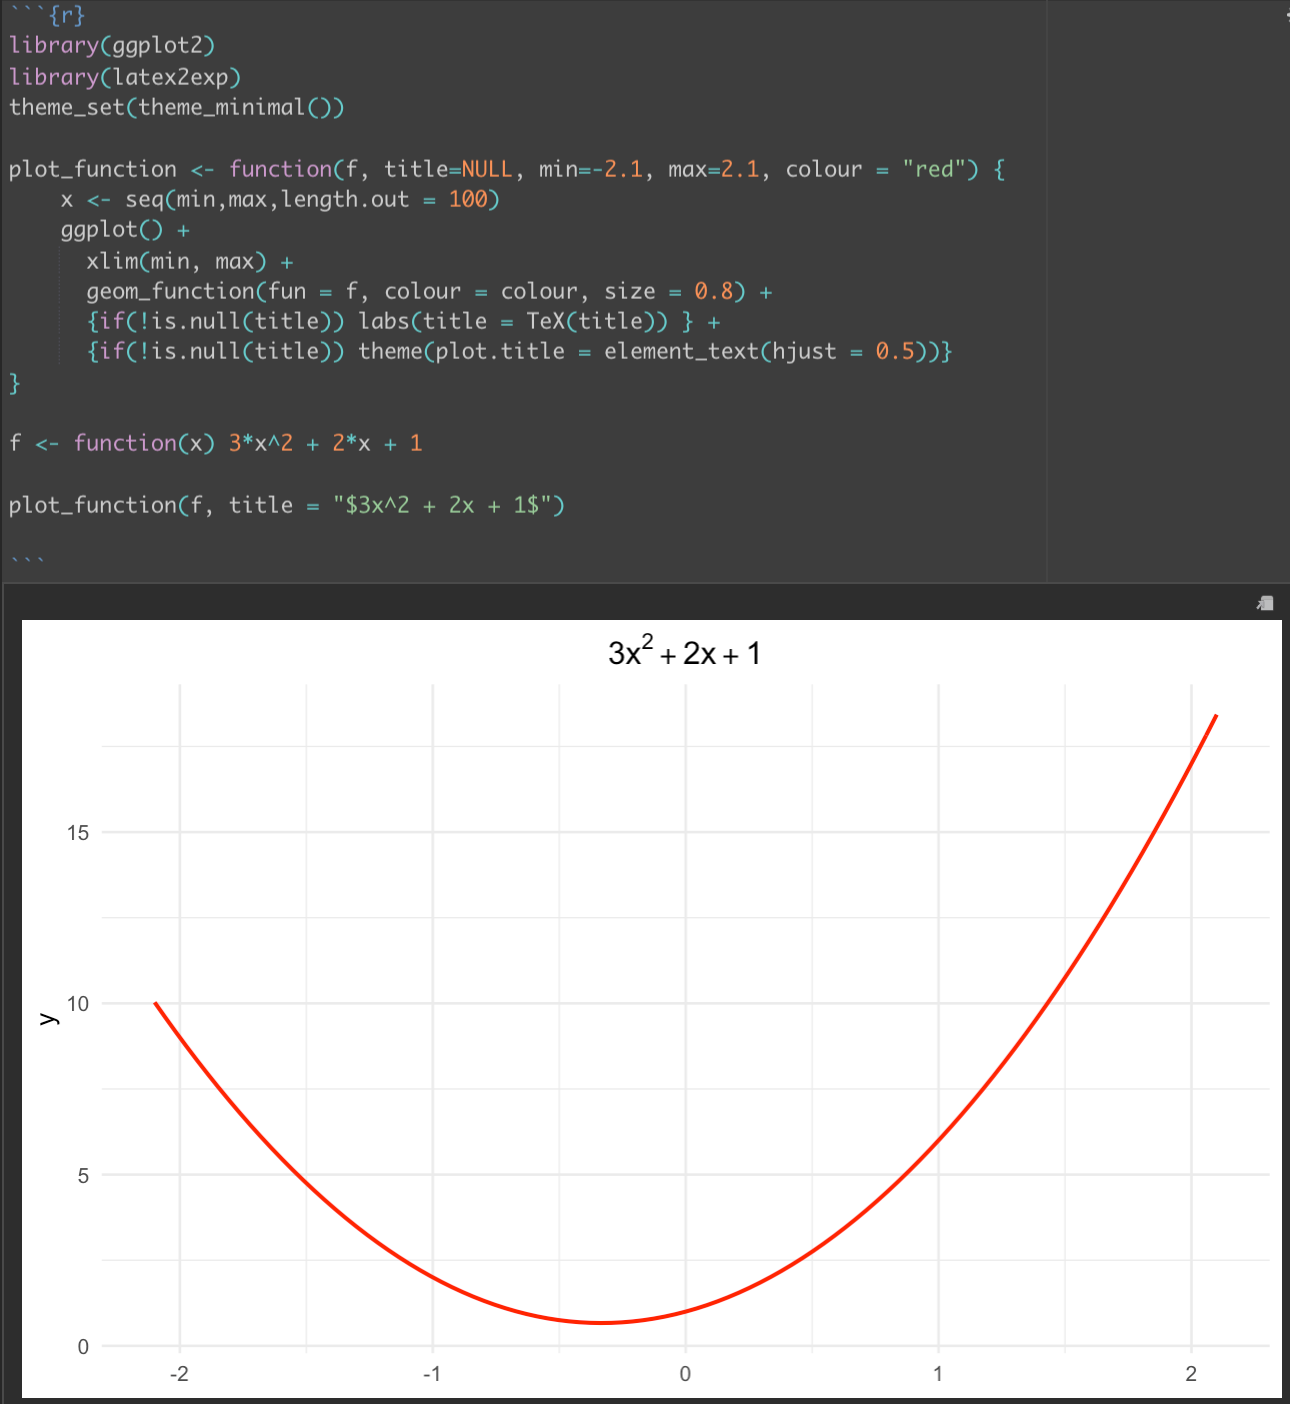 ```{r}
library(ggplot2)
library(latex2exp)
theme_set(theme_minimal())

plot_function <- function(f, title=NULL, min=-2.1, max=2.1, colour = "red") {
    x <- seq(min,max,length.out = 100)
    ggplot() +
      xlim(min, max) +
      geom_function(fun = f, colour = colour, size = 0.8) +
      {if(!is.null(title)) labs(title = TeX(title)) } +
      {if(!is.null(title)) theme(plot.title = element_text(hjust = 0.5))}
}

f <- function(x) 3*x^2 + 2*x + 1

plot_function(f, title = "$3x^2 + 2x + 1$")

```
3x² + 2x + 1
15
10
y
5
0
-2 -1 0 1 2